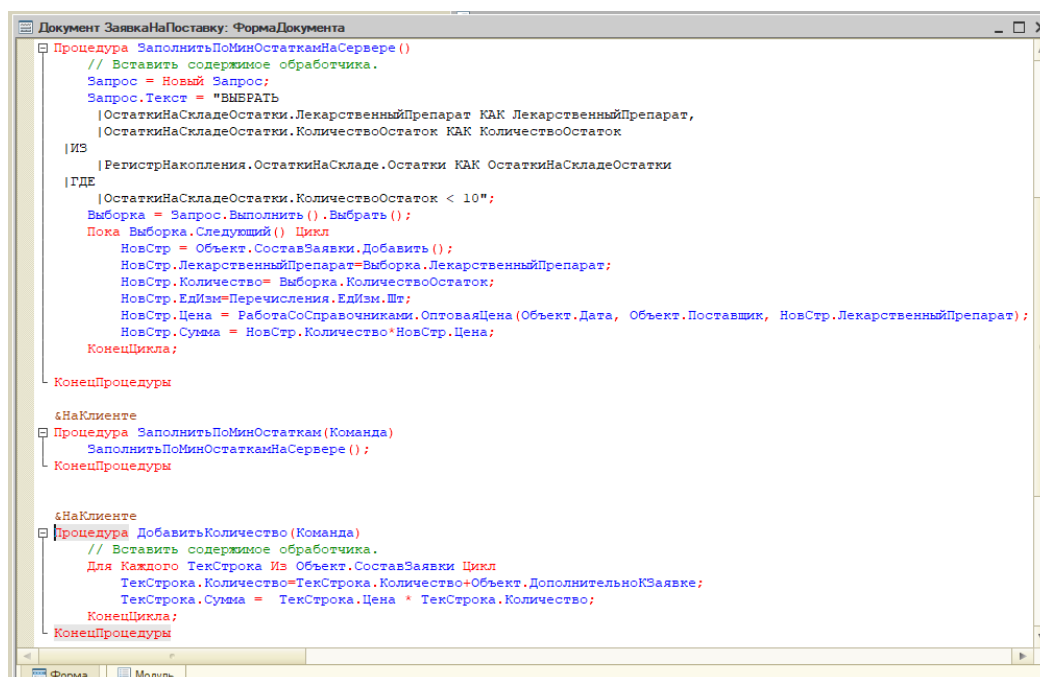 Документ ЗаявкаНаПоставку: ФормаДокумента
Процедура ЗаполнитьПоМинОстаткамНаСервере()
// Вставить содержимое обработчика.
Запрос = Новый Запрос;
Запрос.Текст = "ВЫБРАТЬ
|ОстаткиНаСкладеОстатки.ЛекарственныйПрепарат КАК ЛекарственныйПрепарат,
|ОстаткиНаСкладеОстатки.КоличествоОстаток КАК КоличествоОстаток
|ИЗ
|РегистрНакопления.ОстаткиНаСкладе.Остатки КАК ОстаткиНаСкладеОстатки
|ГДЕ
|ОстаткиНаСкладеОстатки.КоличествоОстаток < 10";
Выборка = Запрос.Выполнить().Выбрать();
Пока Выборка.Следующий() Цикл
НовСтр = Объект.СоставЗаявки.Добавить();
НовСтр.ЛекарственныйПрепарат=Выборка.ЛекарственныйПрепарат;
НовСтр.Количество= Выборка.КоличествоОстаток;
НовСтр.ЕдИзм=Перечисления.ЕдИзм.Шт;
НовСтр.Цена = РаботаСоСправочниками.ОптоваяЦена(Объект.Дата, Объект.Поставщик, НовСтр.ЛекарственныйПрепарат);
НовСтр.Сумма = НовСтр.Количество*НовСтр.Цена;
КонецЦикла;
КонецПроцедуры
&НаКлиенте
Процедура ЗаполнитьПоМинОстаткам(Команда)
ЗаполнитьПоМинОстаткамНаСервере();
КонецПроцедуры
&НаКлиенте
Процедура ДобавитьКоличество(Команда)
// Вставить содержимое обработчика.
Для Каждого ТекСтрока Из Объект.СоставЗаявки Цикл
ТекСтрока.Количество=ТекСтрока.Количество+Объект.ДополнительноКЗаявке;
ТекСтрока.Сумма =  ТекСтрока.Цена * ТекСтрока.Количество;
КонецЦикла;
КонецПроцедуры
Форма Модуль